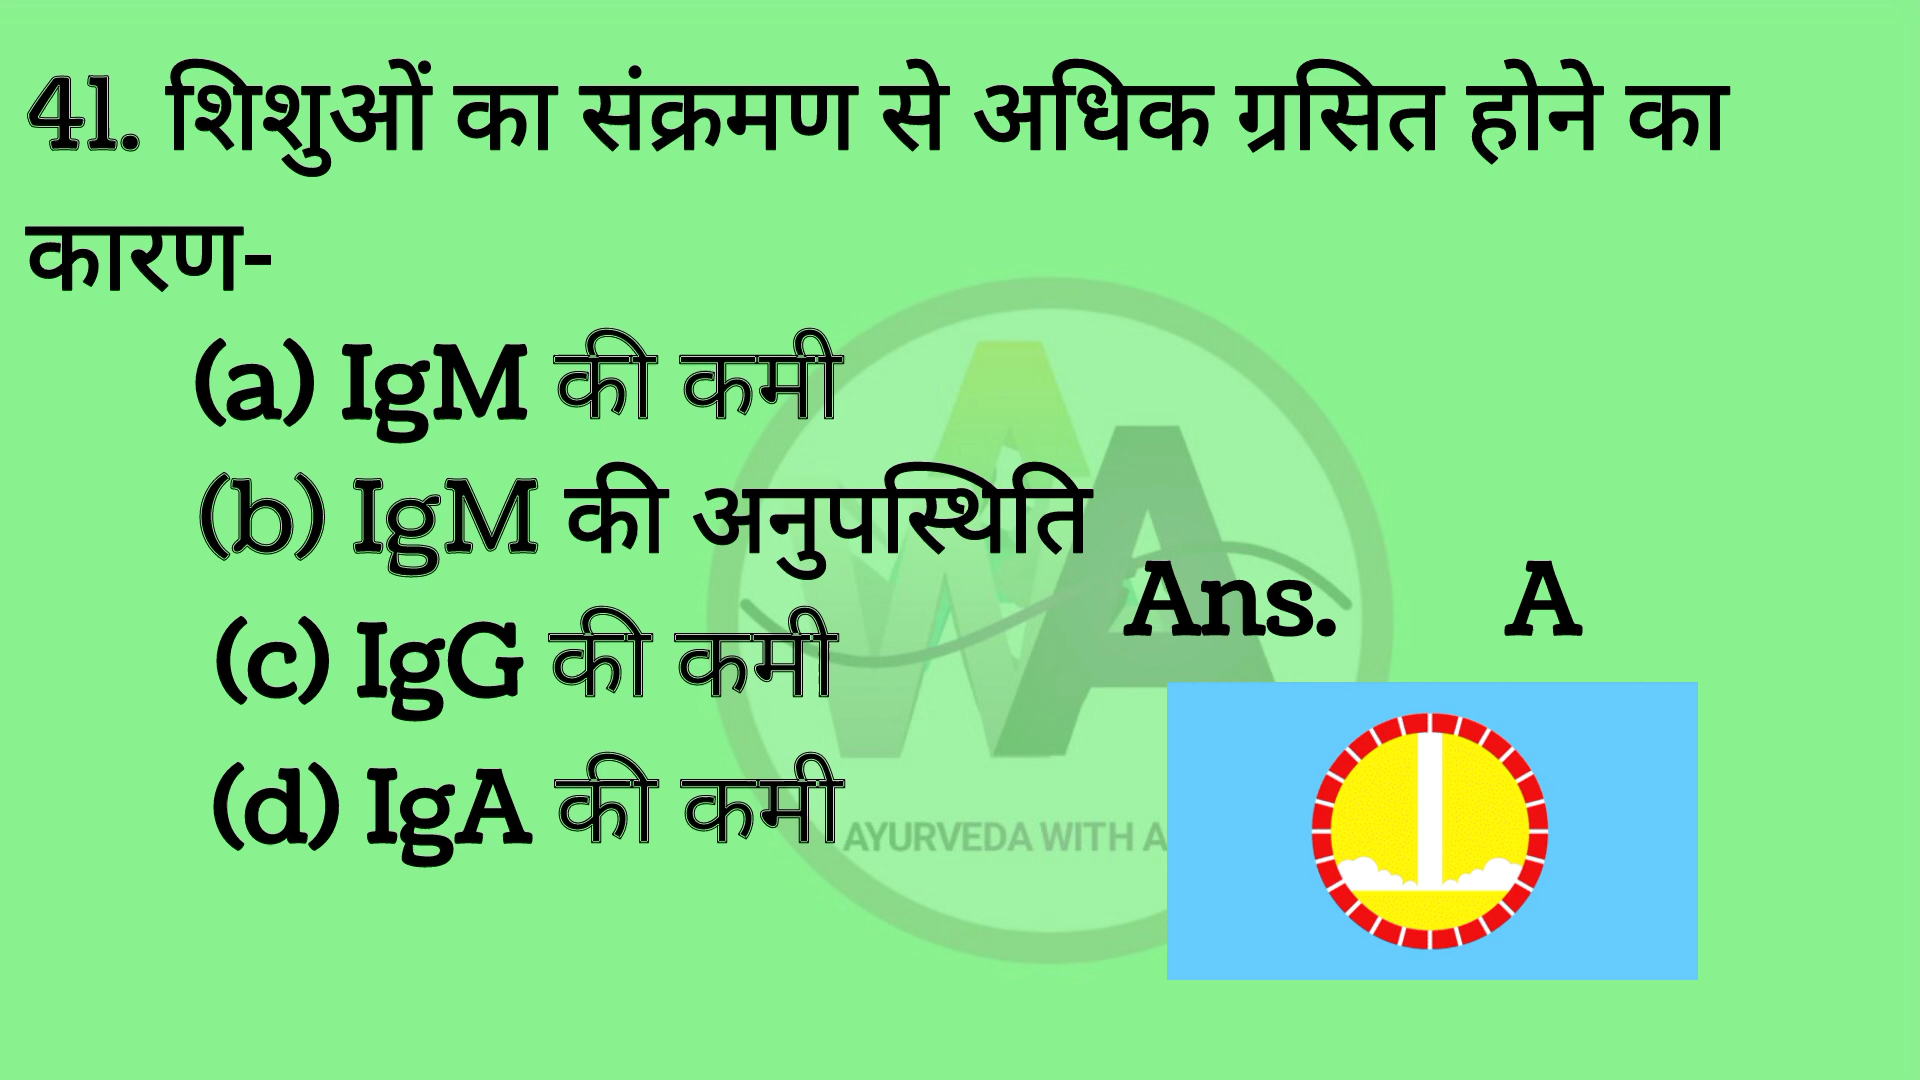 41. शिशुओं का संक्रमण से अधिक ग्रसित होने का
कारण-
(a) IgM की कमी
(b) IgM की अनुपस्थिति
(c) IgG की कमी
(d) IgA की कमी
Ans. A
AYURVEDA WITH A